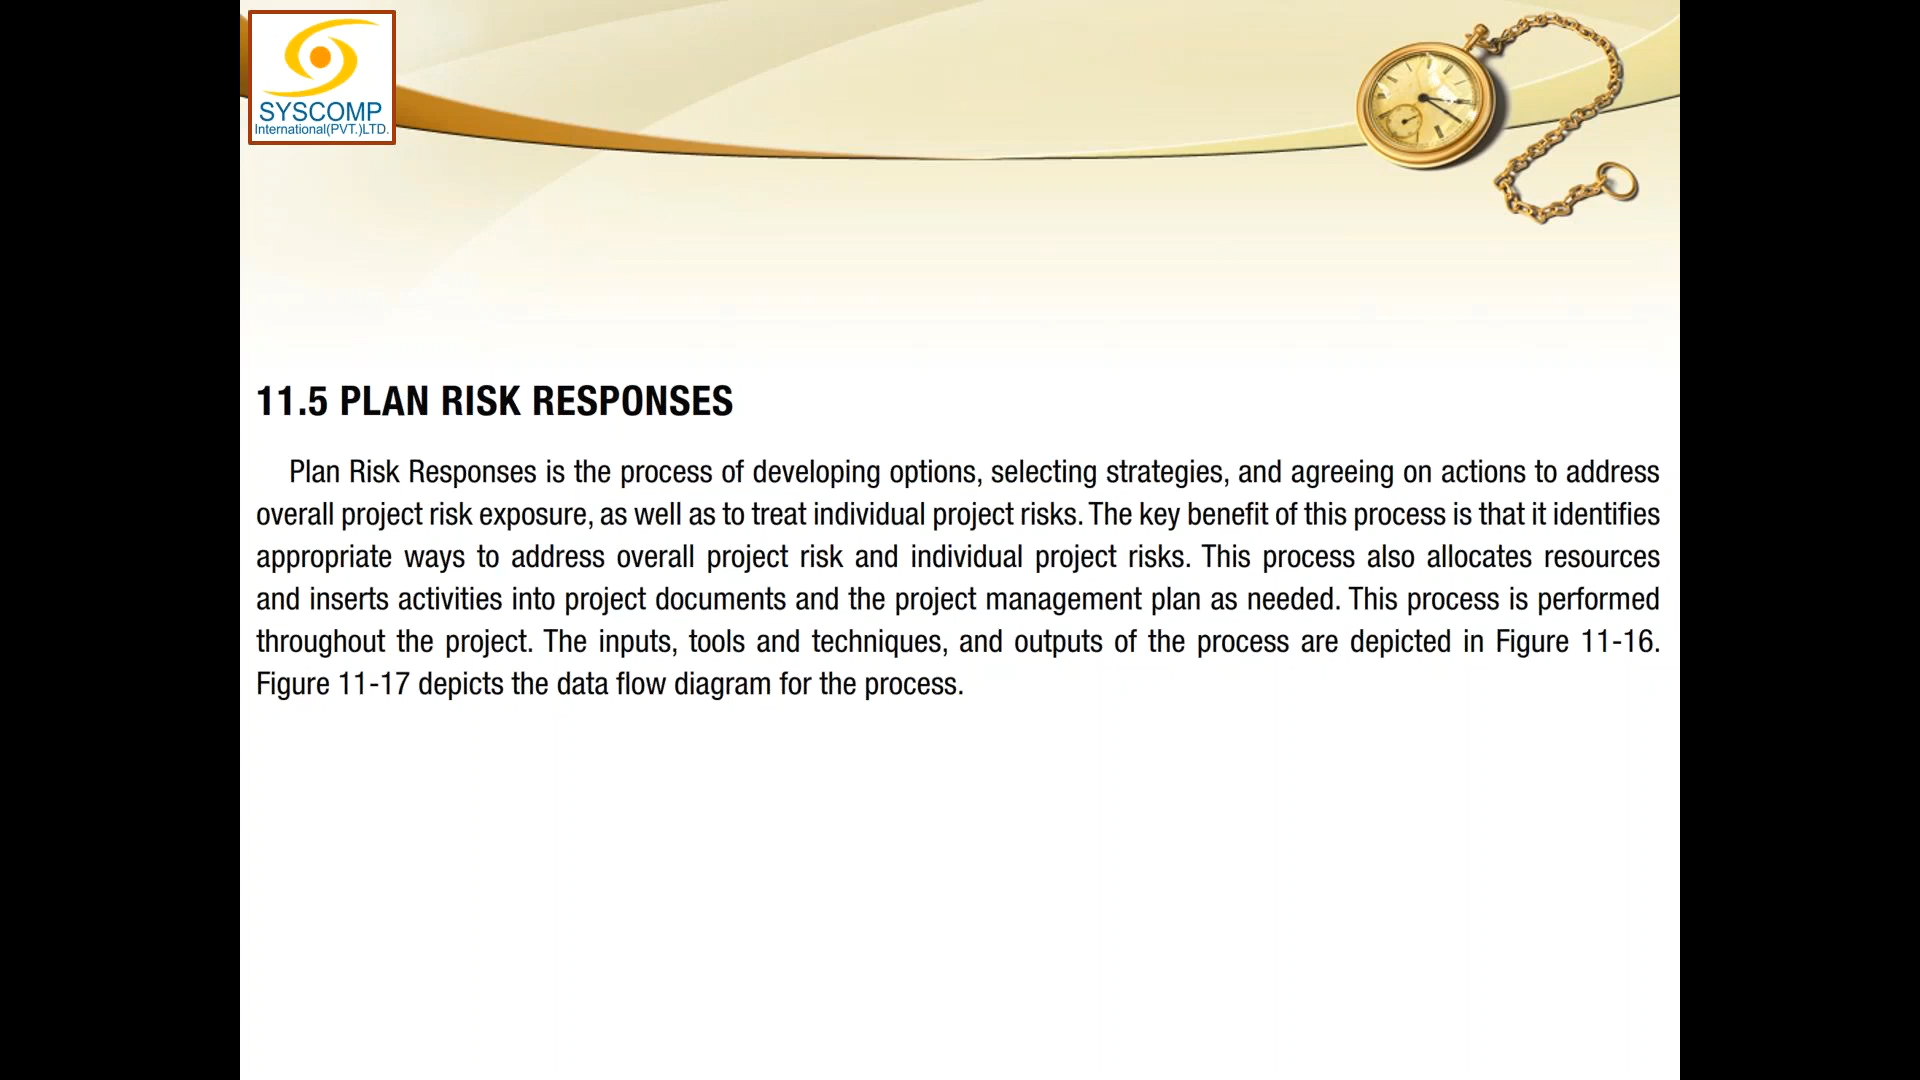 SYSCOMP
International(PVT.)LTD.
11.5 PLAN RISK RESPONSES
Plan Risk Responses is the process of developing options, selecting strategies, and agreeing on actions to address
overall project risk exposure, as well as to treat individual project risks. The key benefit of this process is that it identifies
appropriate ways to address overall project risk and individual project risks. This process also allocates resources
and inserts activities into project documents and the project management plan as needed. This process is performed
throughout the project. The inputs, tools and techniques, and outputs of the process are depicted in Figure 11-16.
Figure 11-17 depicts the data flow diagram for the process.